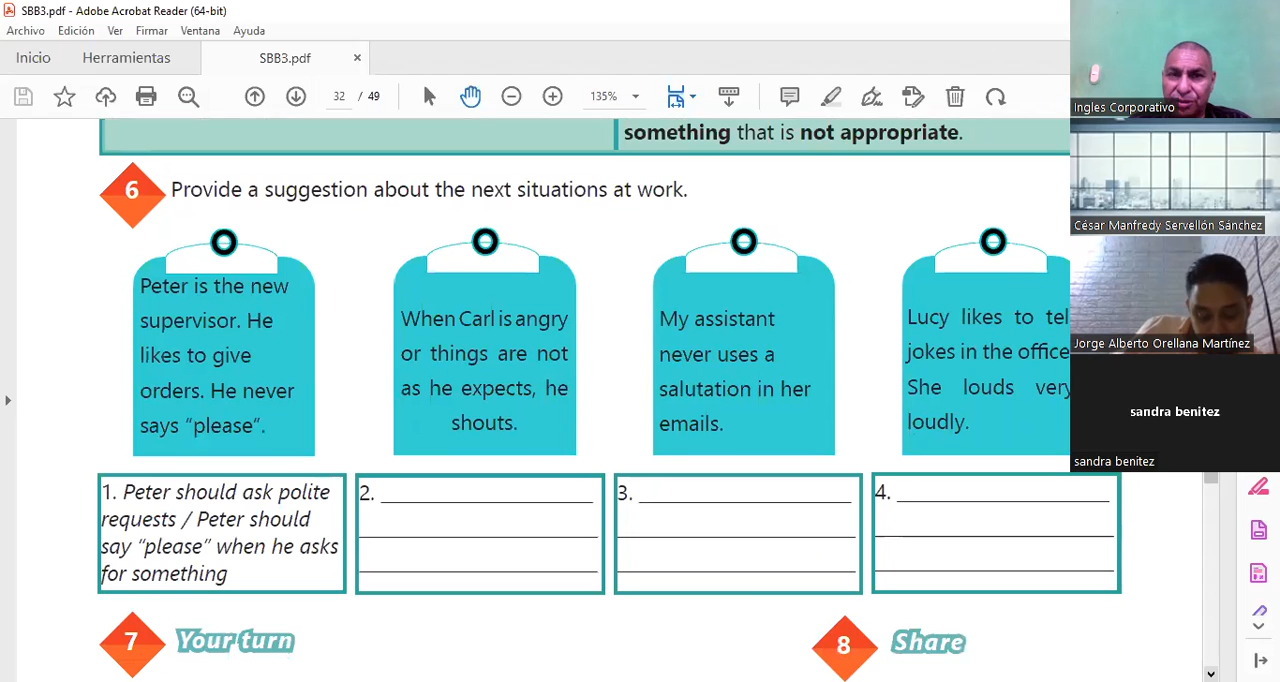 SBB3.pdf - Adobe Acrobat Reader (64-bit)
Archivo Edición Ver Firmar Ventana Ayuda
Inicio Herramientas SBB3.pdf ×
32 / 49 135%
something that is not appropriate.
6 Provide a suggestion about the next situations at work.
Peter is the new
supervisor. He
likes to give
orders. He never
says “please”.
When Carl is angry
or things are not
as he expects, he
shouts.
My assistant
never uses a
salutation in her
emails.
Lucy likes to tel
jokes in the office
She louds very
loudly.
1. Peter should ask polite
requests / Peter should
say “please” when he asks
for something
2.
3.
4.
7 Your turn
8 Share
Ingles Corporativo
César Manfredy Servellón Sánchez
Jorge Alberto Orellana Martínez
sandra benitez
sandra benitez